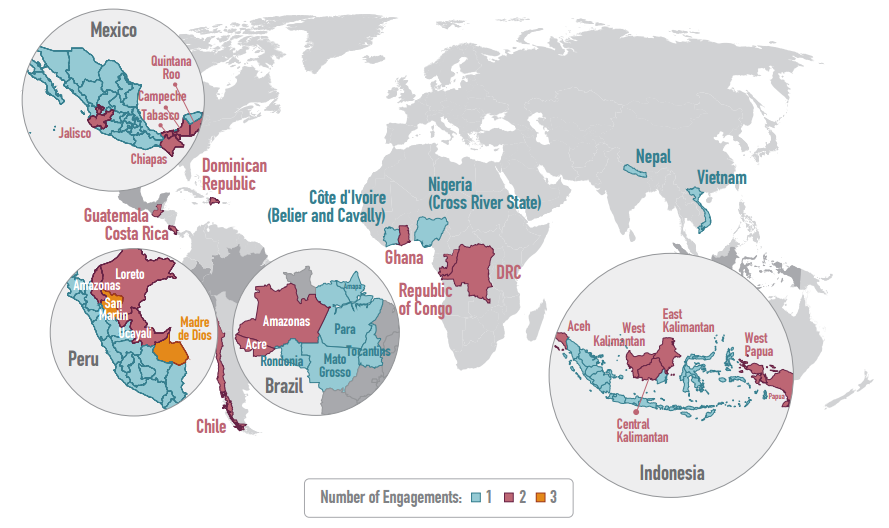 Mexico
Quintana
Roo
Campeche
Tabasco
Jalisco
Chiapas
Dominican
Republic
Guatemala
Costa Rica
Côte d'Ivoire
(Belier and Cavally)
Nigeria
(Cross River State)
Nepal
Vietnam
Ghana
DRC
Republic
of Congo
Loreto
Amazonas
San
Martin
Ucayali
Madre
de Dios
Peru
Chile
Amapa
Amazonas
Para
Acre
Rondonia
Mato
Grosso
Tocantins
Brazil
Aceh
West
Kalimantan
East
Kalimantan
West
Papua
Papua
Central
Kalimantan
Indonesia
Number of Engagements: 1 2 3